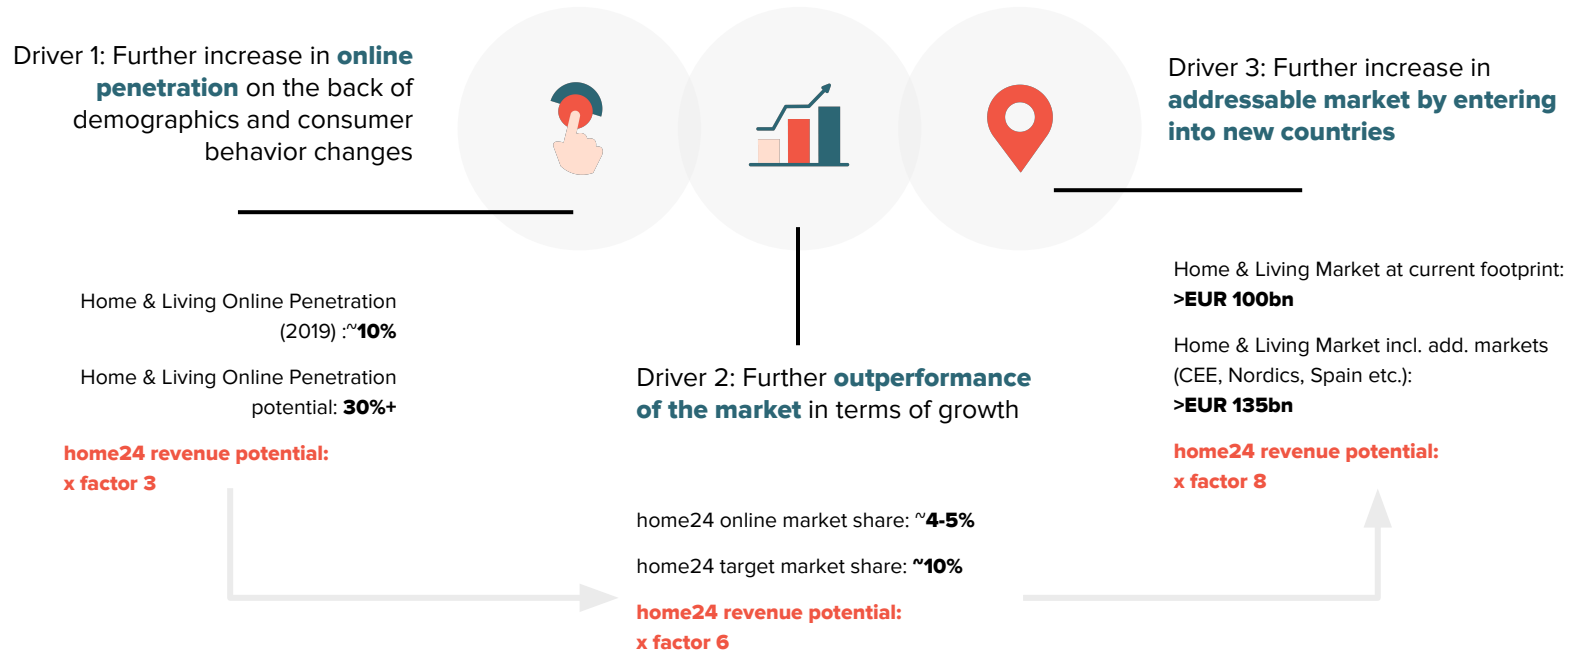 Driver 1: Further increase in online
penetration on the back of
demographics and consumer
behavior changes
Home & Living Online Penetration
(2019) :~10%
Home & Living Online Penetration
potential: 30%+
home24 revenue potential:
x factor 3
Driver 2: Further outperformance
of the market in terms of growth
home24 online market share: ~4-5%
home24 target market share: ~10%
home24 revenue potential:
x factor 6
Driver 3: Further increase in
addressable market by entering
into new countries
Home & Living Market at current footprint:
>EUR 100bn
Home & Living Market incl. add. markets
(CEE, Nordics, Spain etc.):
>EUR 135bn
home24 revenue potential:
x factor 8